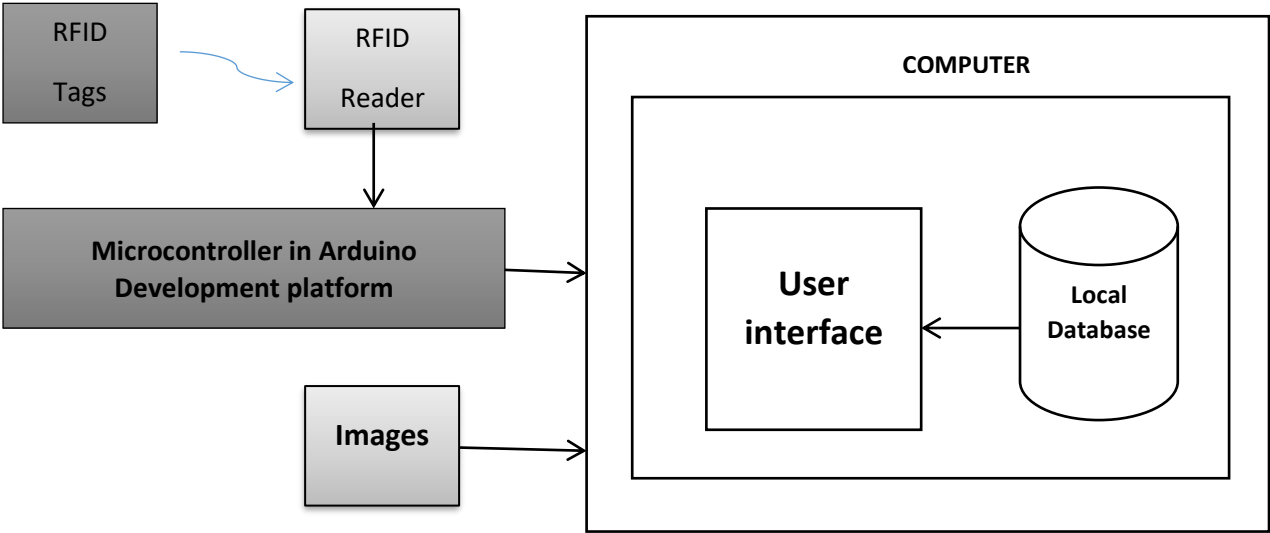 RFID
Tags
RFID
Reader
COMPUTER
Microcontroller in Arduino
Development platform
User
interface
Local
Database
Images